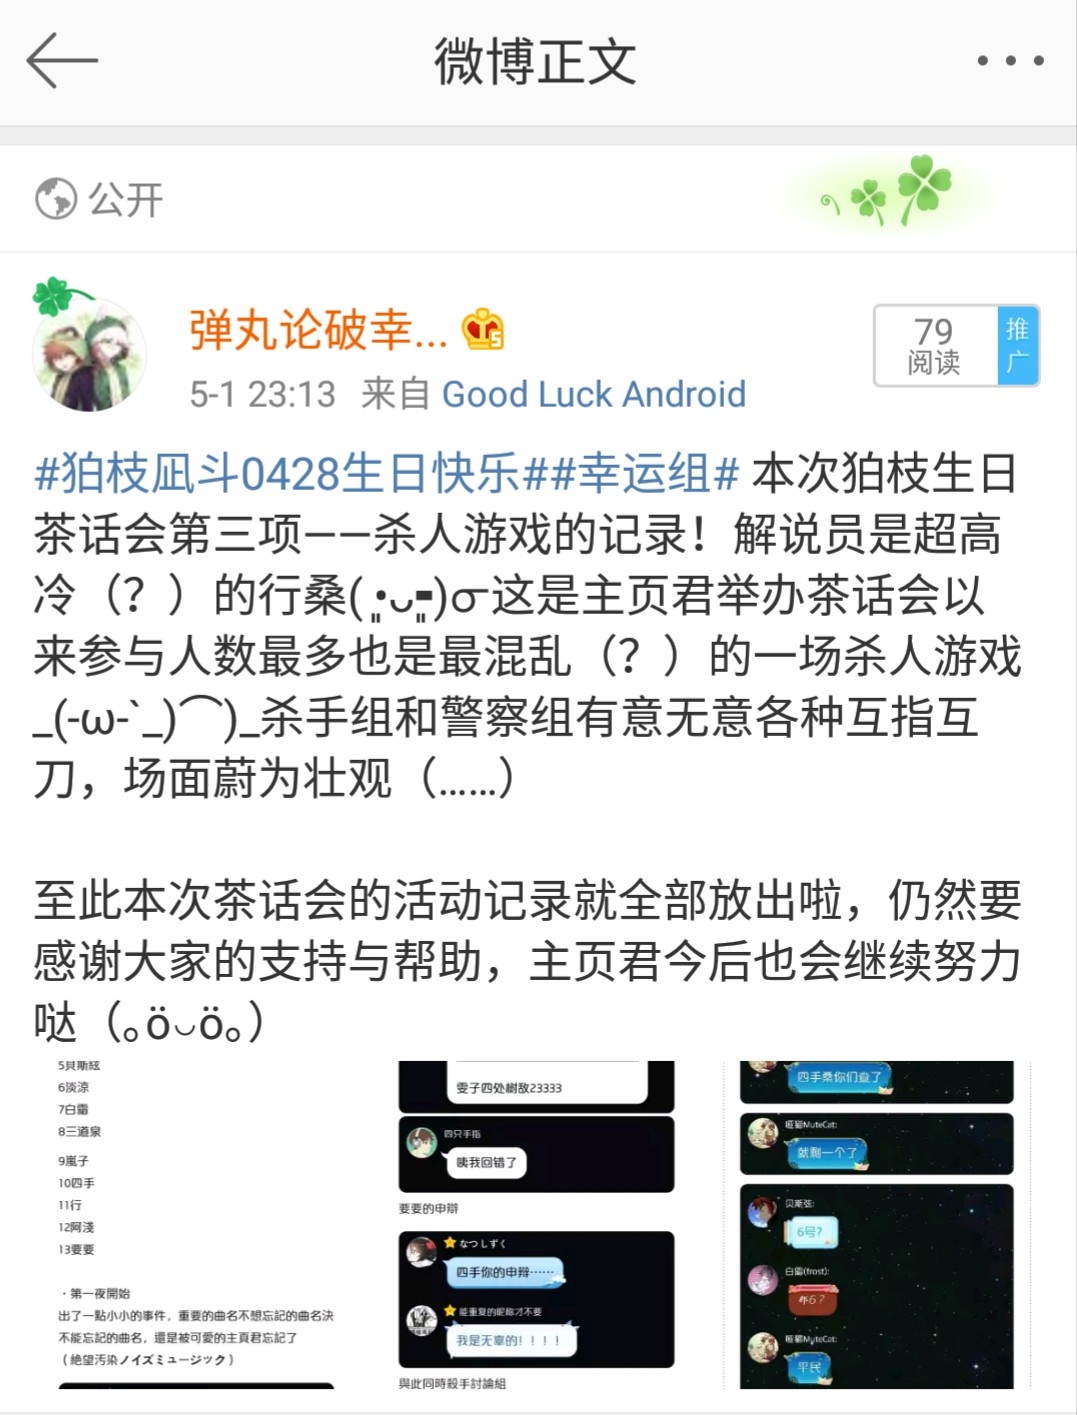 微博正文
公开
弹丸论破幸...
79
阅读
推广
5-1 23:13 来自 Good Luck Android
#狛枝凪斗0428生日快乐##幸运组# 本次狛枝生日
茶话会第三项——杀人游戏的记录！解说员是超高
冷（？）的行桑( ͈•ᴗ ͈▪)σ这是主页君举办茶话会以
来参与人数最多也是最混乱（？）的一场杀人游戏
_(-ω-`_)⌒)_杀手组和警察组有意无意各种互指互
刀，场面蔚为壮观（……）
至此本次茶话会的活动记录就全部放出啦，仍然要
感谢大家的支持与帮助，主页君今后也会继续努力
哒（｡ö◡ö｡）
5貝斯絃
6淡涼
7白霜
8三道泉
9嵐子
10四手
11行
12阿淺
13要要
·第一夜開始
出了一點小小的事件，重要的曲名不想忘記的曲名決
不能忘記的曲名，還是被可愛的主頁君忘記了
（絶望汚染ノイズミュージック）
雯子四处樹敌23333
四只手指
咦我回错了
要要的申辯
なつしずく
四手你的申辩……
能重复的昵称才不要
我是无辜的！！！！
與此同時殺手討論組
四手桑你们查了
哑猫MuteCat:
就剩一个了
贝斯弦:
6号?
白霜(frost):
那6？
哑猫MuteCat:
平民